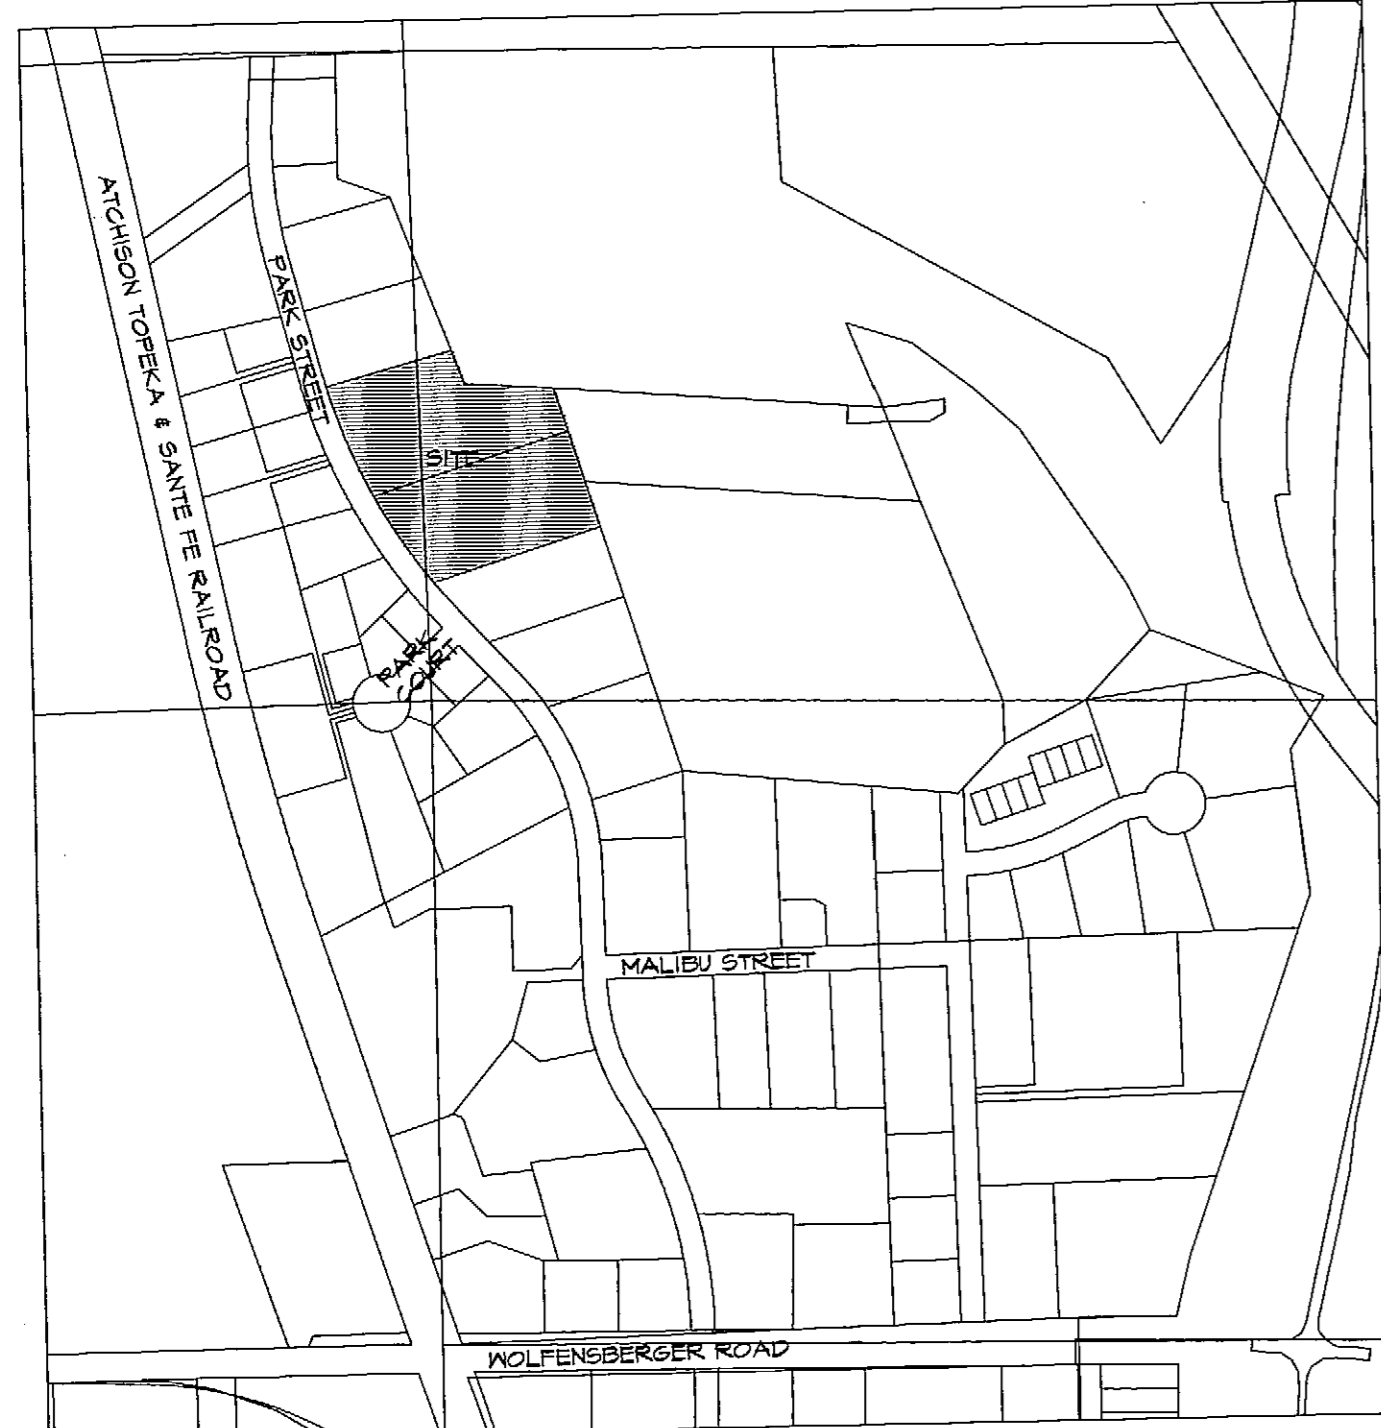 ATCHISON TOPEKA & SANTE FE RAILROAD
PARK STREET
SITE
PARK
COURT
MALIBU STREET
WOLFENSBERGER ROAD